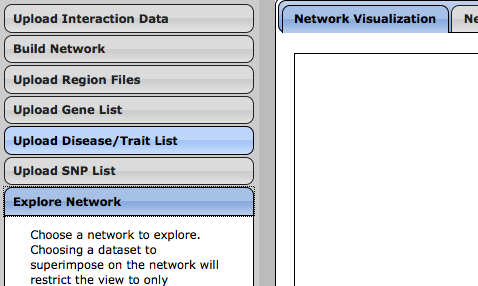 Upload Interaction Data
Build Network
Upload Region Files
Upload Gene List
Upload Disease/Trait List
Upload SNP List
Explore Network
Choose a network to explore.
Choosing a dataset to
superimpose on the network will
restrict the view to only
Network Visualization